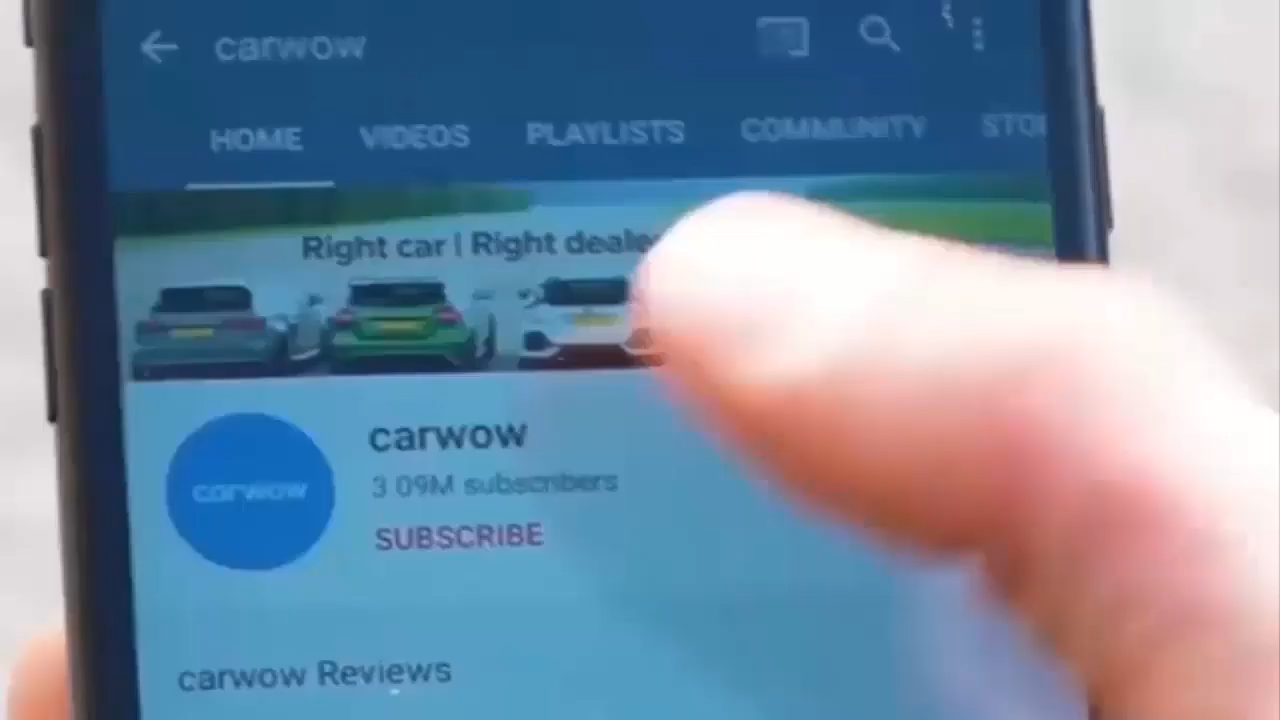 carwow
HOME VIDEOS PLAYLISTS COMMUNITY STO
Right car | Right deale
carwow
carwow
3.09M subscribers
SUBSCRIBE
carwow Reviews